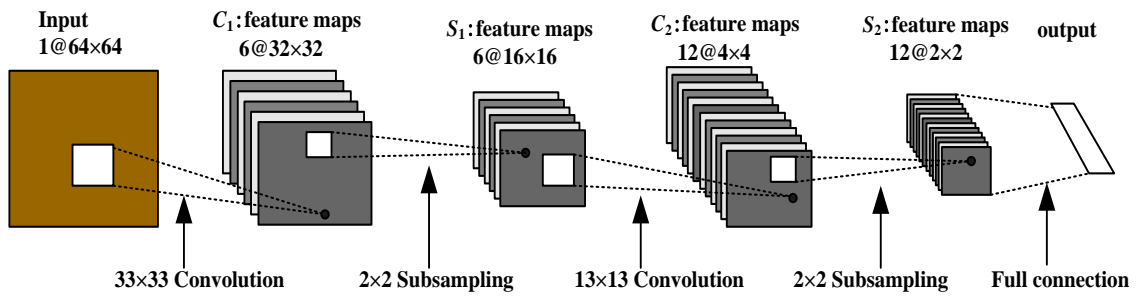 Input
1@64×64
C1:feature maps
6@32×32
S1:feature maps
6@16×16
C2:feature maps
12@4×4
S2:feature maps
12@2×2
output
33×33 Convolution
2×2 Subsampling
13×13 Convolution
2×2 Subsampling
Full connection